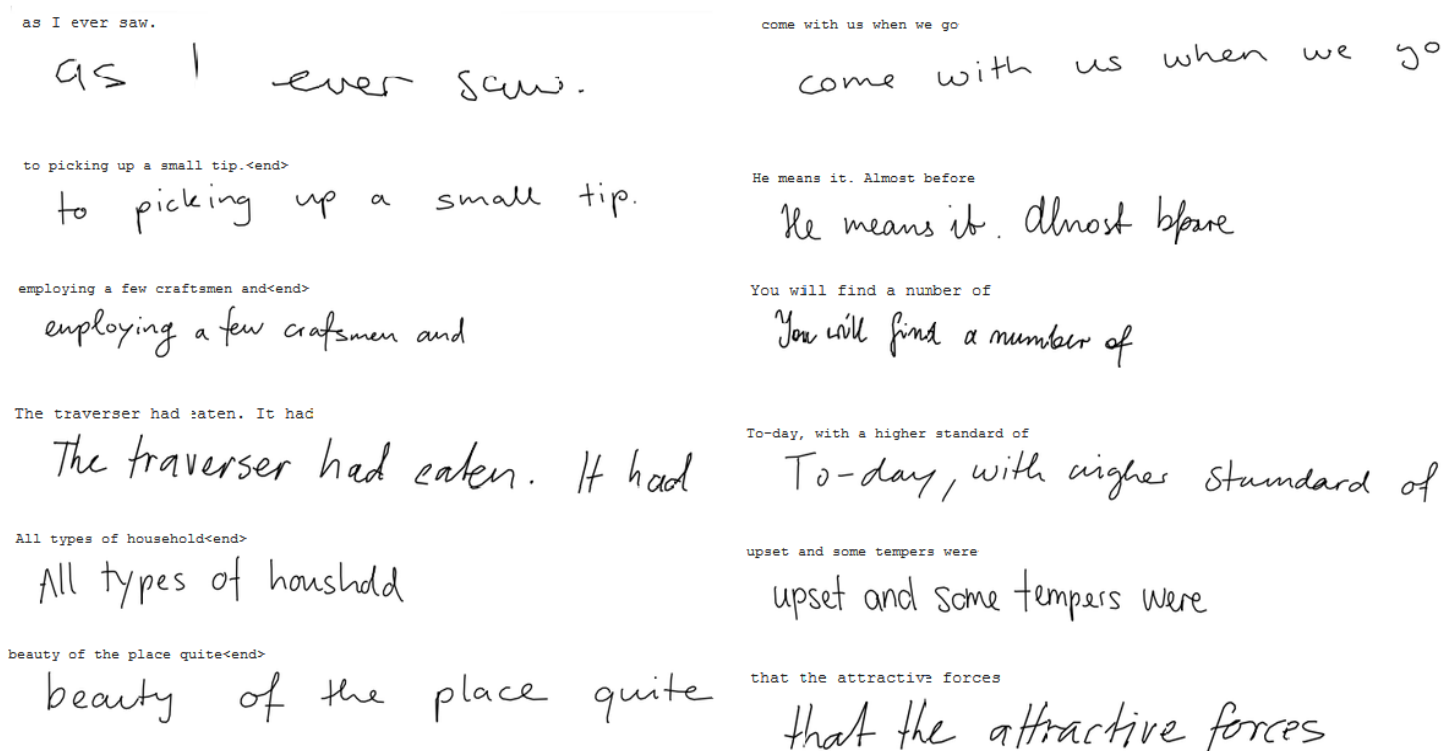 as I ever saw.
as I ever saw.
to picking up a small tip.<end>
to picking up a small tip.
employing a few craftsmen and<end>
employing a few crafsmen and
The traverser had eaten. It had
The traverser had eaten. It had
All types of household<end>
All types of houshold
beauty of the place quite<end>
beauty of the place quite
come with us when we go
come with us when we go
He means it. Almost before
He means it. Almost bfore
You will find a number of
You will find a number of
To-day, with a higher standard of
To-day, with aigher stamdard of
upset and some tempers were
upset and some tempers were
that the attractive forces
that the attractive forces